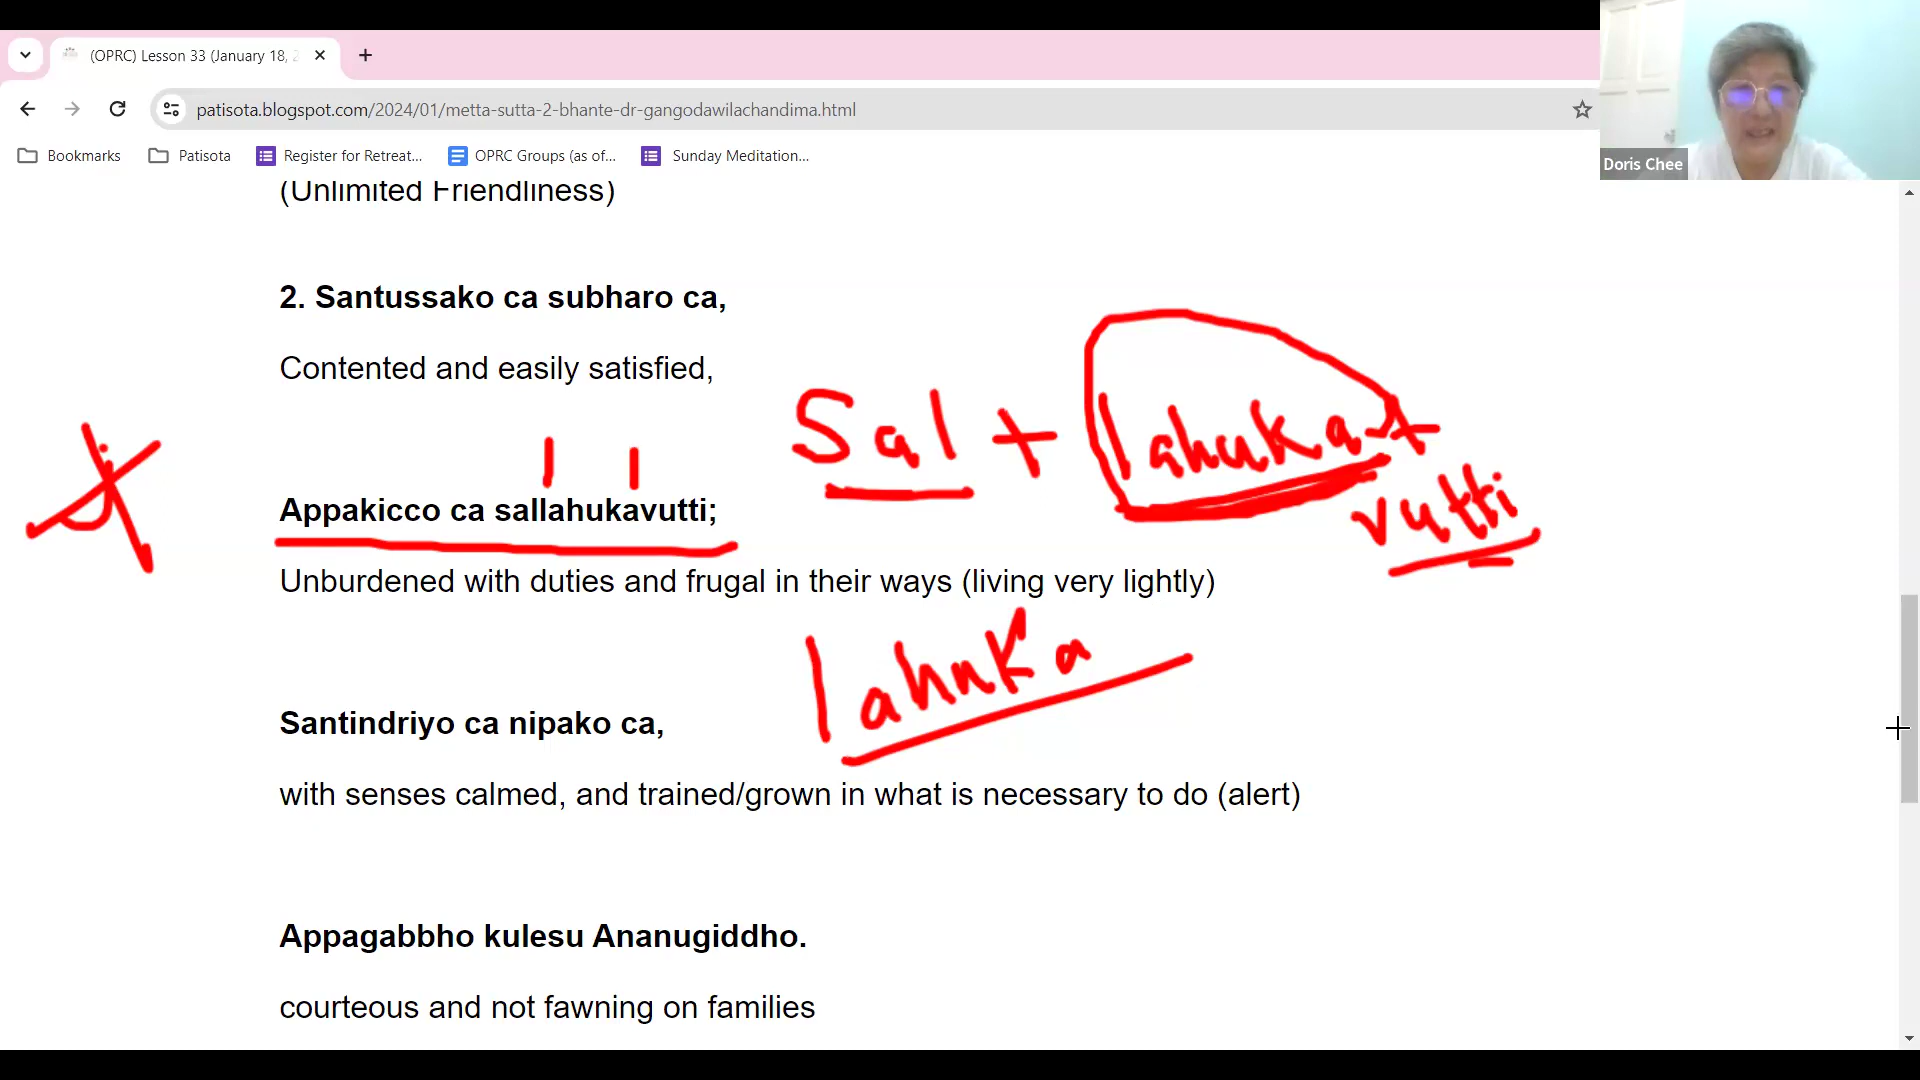 (OPRC) Lesson 33 (January 18, 2
patisota.blogspot.com/2024/01/metta-sutta-2-bhante-dr-gangodawilachandima.html
Bookmarks Patisota Register for Retreat... OPRC Groups (as of... Sunday Meditation...
Doris Chee
(Unlimited Friendliness)
2. Santussako ca subharo ca,
Contented and easily satisfied,
Sal + lahuka +
vutti
Appakicco ca sallahukavutti;
Unburdened with duties and frugal in their ways (living very lightly)
lahuka
Santindriyo ca nipako ca,
with senses calmed, and trained/grown in what is necessary to do (alert)
Appagabbho kulesu Ananugiddho.
courteous and not fawning on families